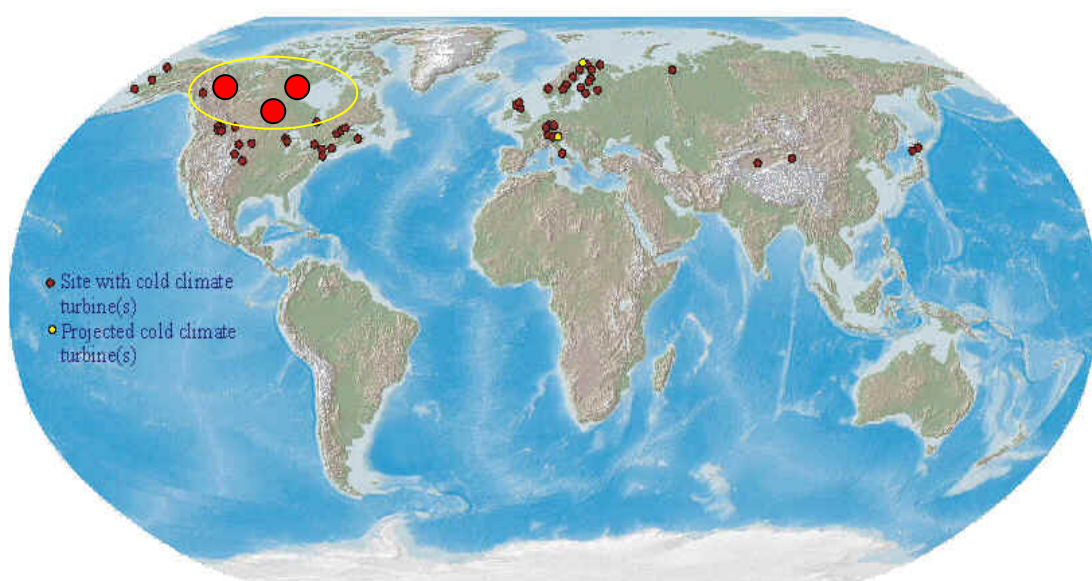 Site with cold climate
turbine(s)
Projected cold climate
turbine(s)